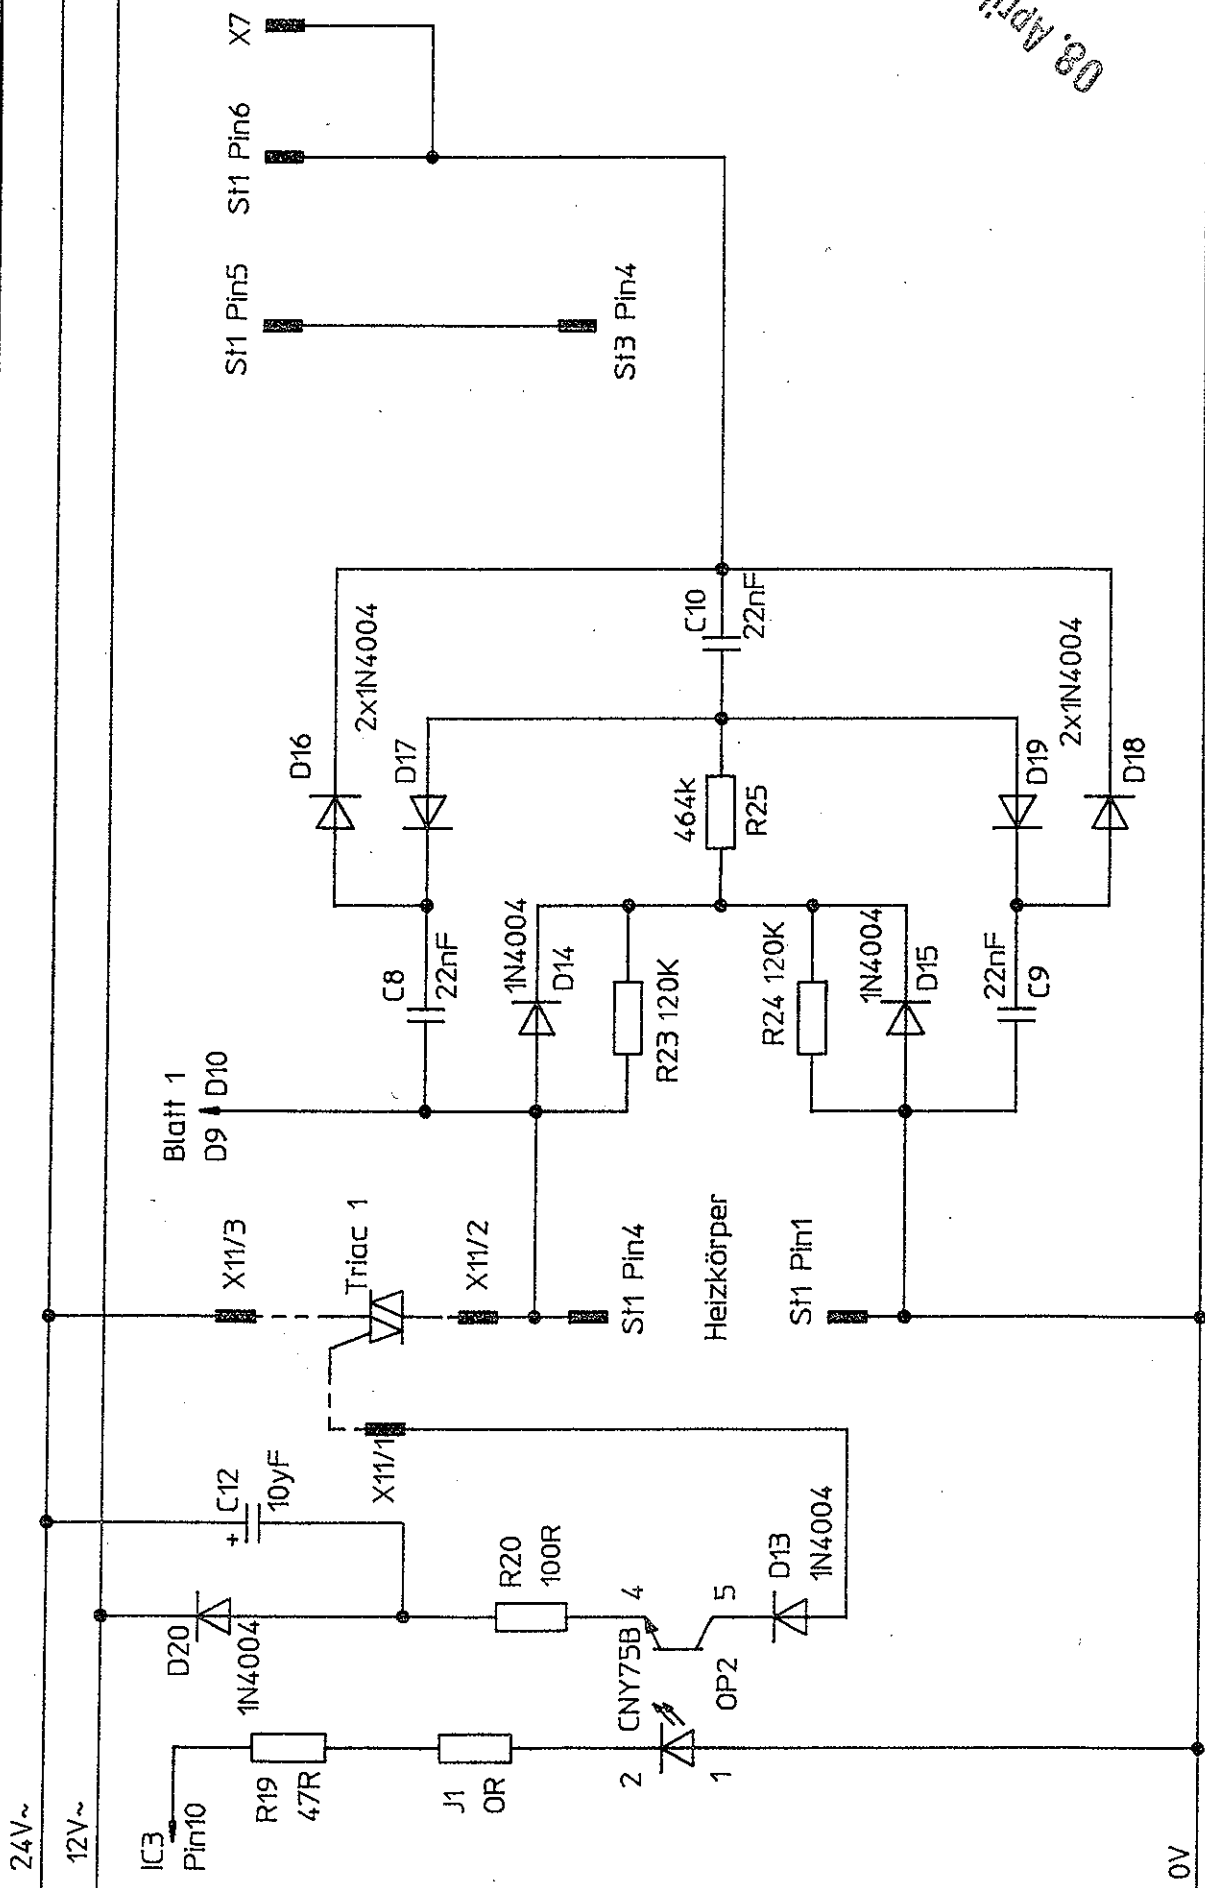 24V~
12V~
IC3
Pin10
R19
47R
J1
0R
CNY75B
2
1
OP2
4
5
D20
1N4004
C12
+
10yF
R20
100R
D13
1N4004
X11/1
X11/3
Triac 1
X11/2
St1 Pin4
Heizkörper
St1 Pin1
0V
Blatt 1
D9
D10
C8
22nF
1N4004
D14
R23 120K
R24 120K
1N4004
D15
22nF
C9
D16
2x1N4004
D17
464k
R25
C10
22nF
D19
2x1N4004
D18
St1 Pin5
St3 Pin4
St1 Pin6
X7
08. April